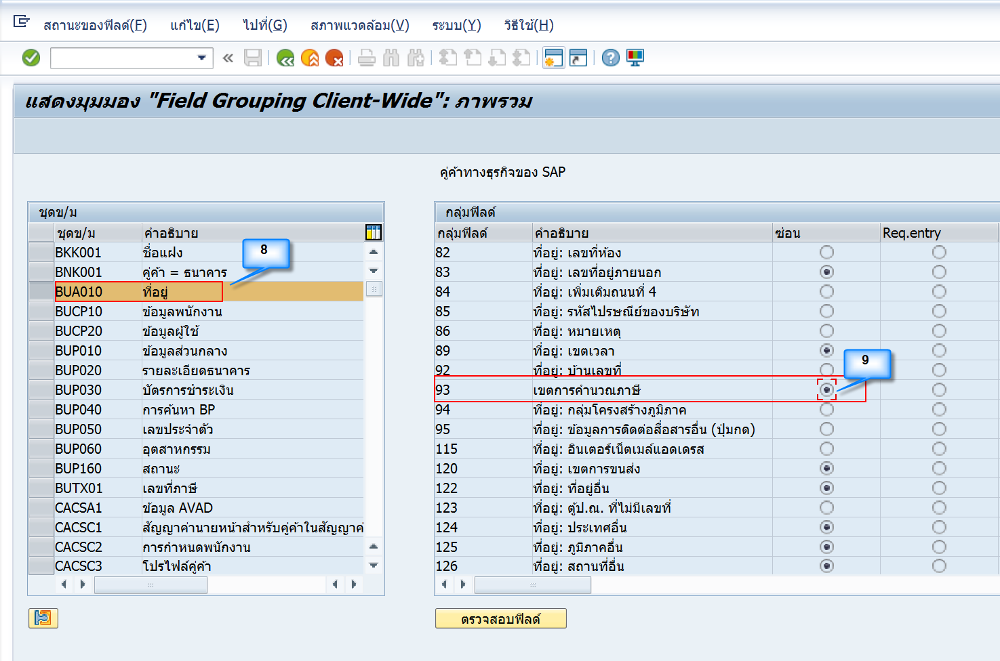 สถานะของฟิลด์(F) แก้ไข(E) ไปที่(G) สภาพแวดล้อม(V) ระบบ(Y) วิธีใช้(H)
แสดงมุมมอง "Field Grouping Client-Wide": ภาพรวม
คู่ค้าทางธุรกิจของ SAP
ชุดข/ม
ชุดข/ม คำอธิบาย
BKK001 ชื่อแฝง
BNK001 คู่ค้า = ธนาคาร
BUA010 ที่อยู่
BUCP10 ข้อมูลพนักงาน
BUCP20 ข้อมูลผู้ใช้
BUP010 ข้อมูลส่วนกลาง
BUP020 รายละเอียดธนาคาร
BUP030 บัตรการชำระเงิน
BUP040 การค้นหา BP
BUP050 เลขประจำตัว
BUP060 อุตสาหกรรม
BUP160 สถานะ
BUTX01 เลขที่ภาษี
CACSA1 ข้อมูล AVAD
CACSC1 สัญญาค่านายหน้าสำหรับคู่ค้าในสัญญาค่
CACSC2 การกำหนดพนักงาน
CACSC3 โปรไฟล์คู่ค้า
8
กลุ่มฟิลด์
กลุ่มฟิลด์ คำอธิบาย ซ่อน Req.entry
82 ที่อยู่: เลขที่ห้อง
83 ที่อยู่: เลขที่อยู่ภายนอก
84 ที่อยู่: เพิ่มเติมถนนที่ 4
85 ที่อยู่: รหัสไปรษณีย์ของบริษัท
86 ที่อยู่: หมายเหตุ
89 ที่อยู่: เขตเวลา
92 ที่อยู่: บ้านเลขที่
93 เขตการคำนวณภาษี
94 ที่อยู่: กลุ่มโครงสร้างภูมิภาค
95 ที่อยู่: ข้อมูลการติดต่อสื่อสารอื่น (ปุ่มกด)
115 ที่อยู่: อินเตอร์เน็ตเมล์แอดเดรส
120 ที่อยู่: เขตการขนส่ง
122 ที่อยู่: ที่อยู่อื่น
123 ที่อยู่: ตู้ป.ณ. ที่ไม่มีเลขที่
124 ที่อยู่: ประเทศอื่น
125 ที่อยู่: ภูมิภาคอื่น
126 ที่อยู่: สถานที่อื่น
9
ตรวจสอบฟิลด์